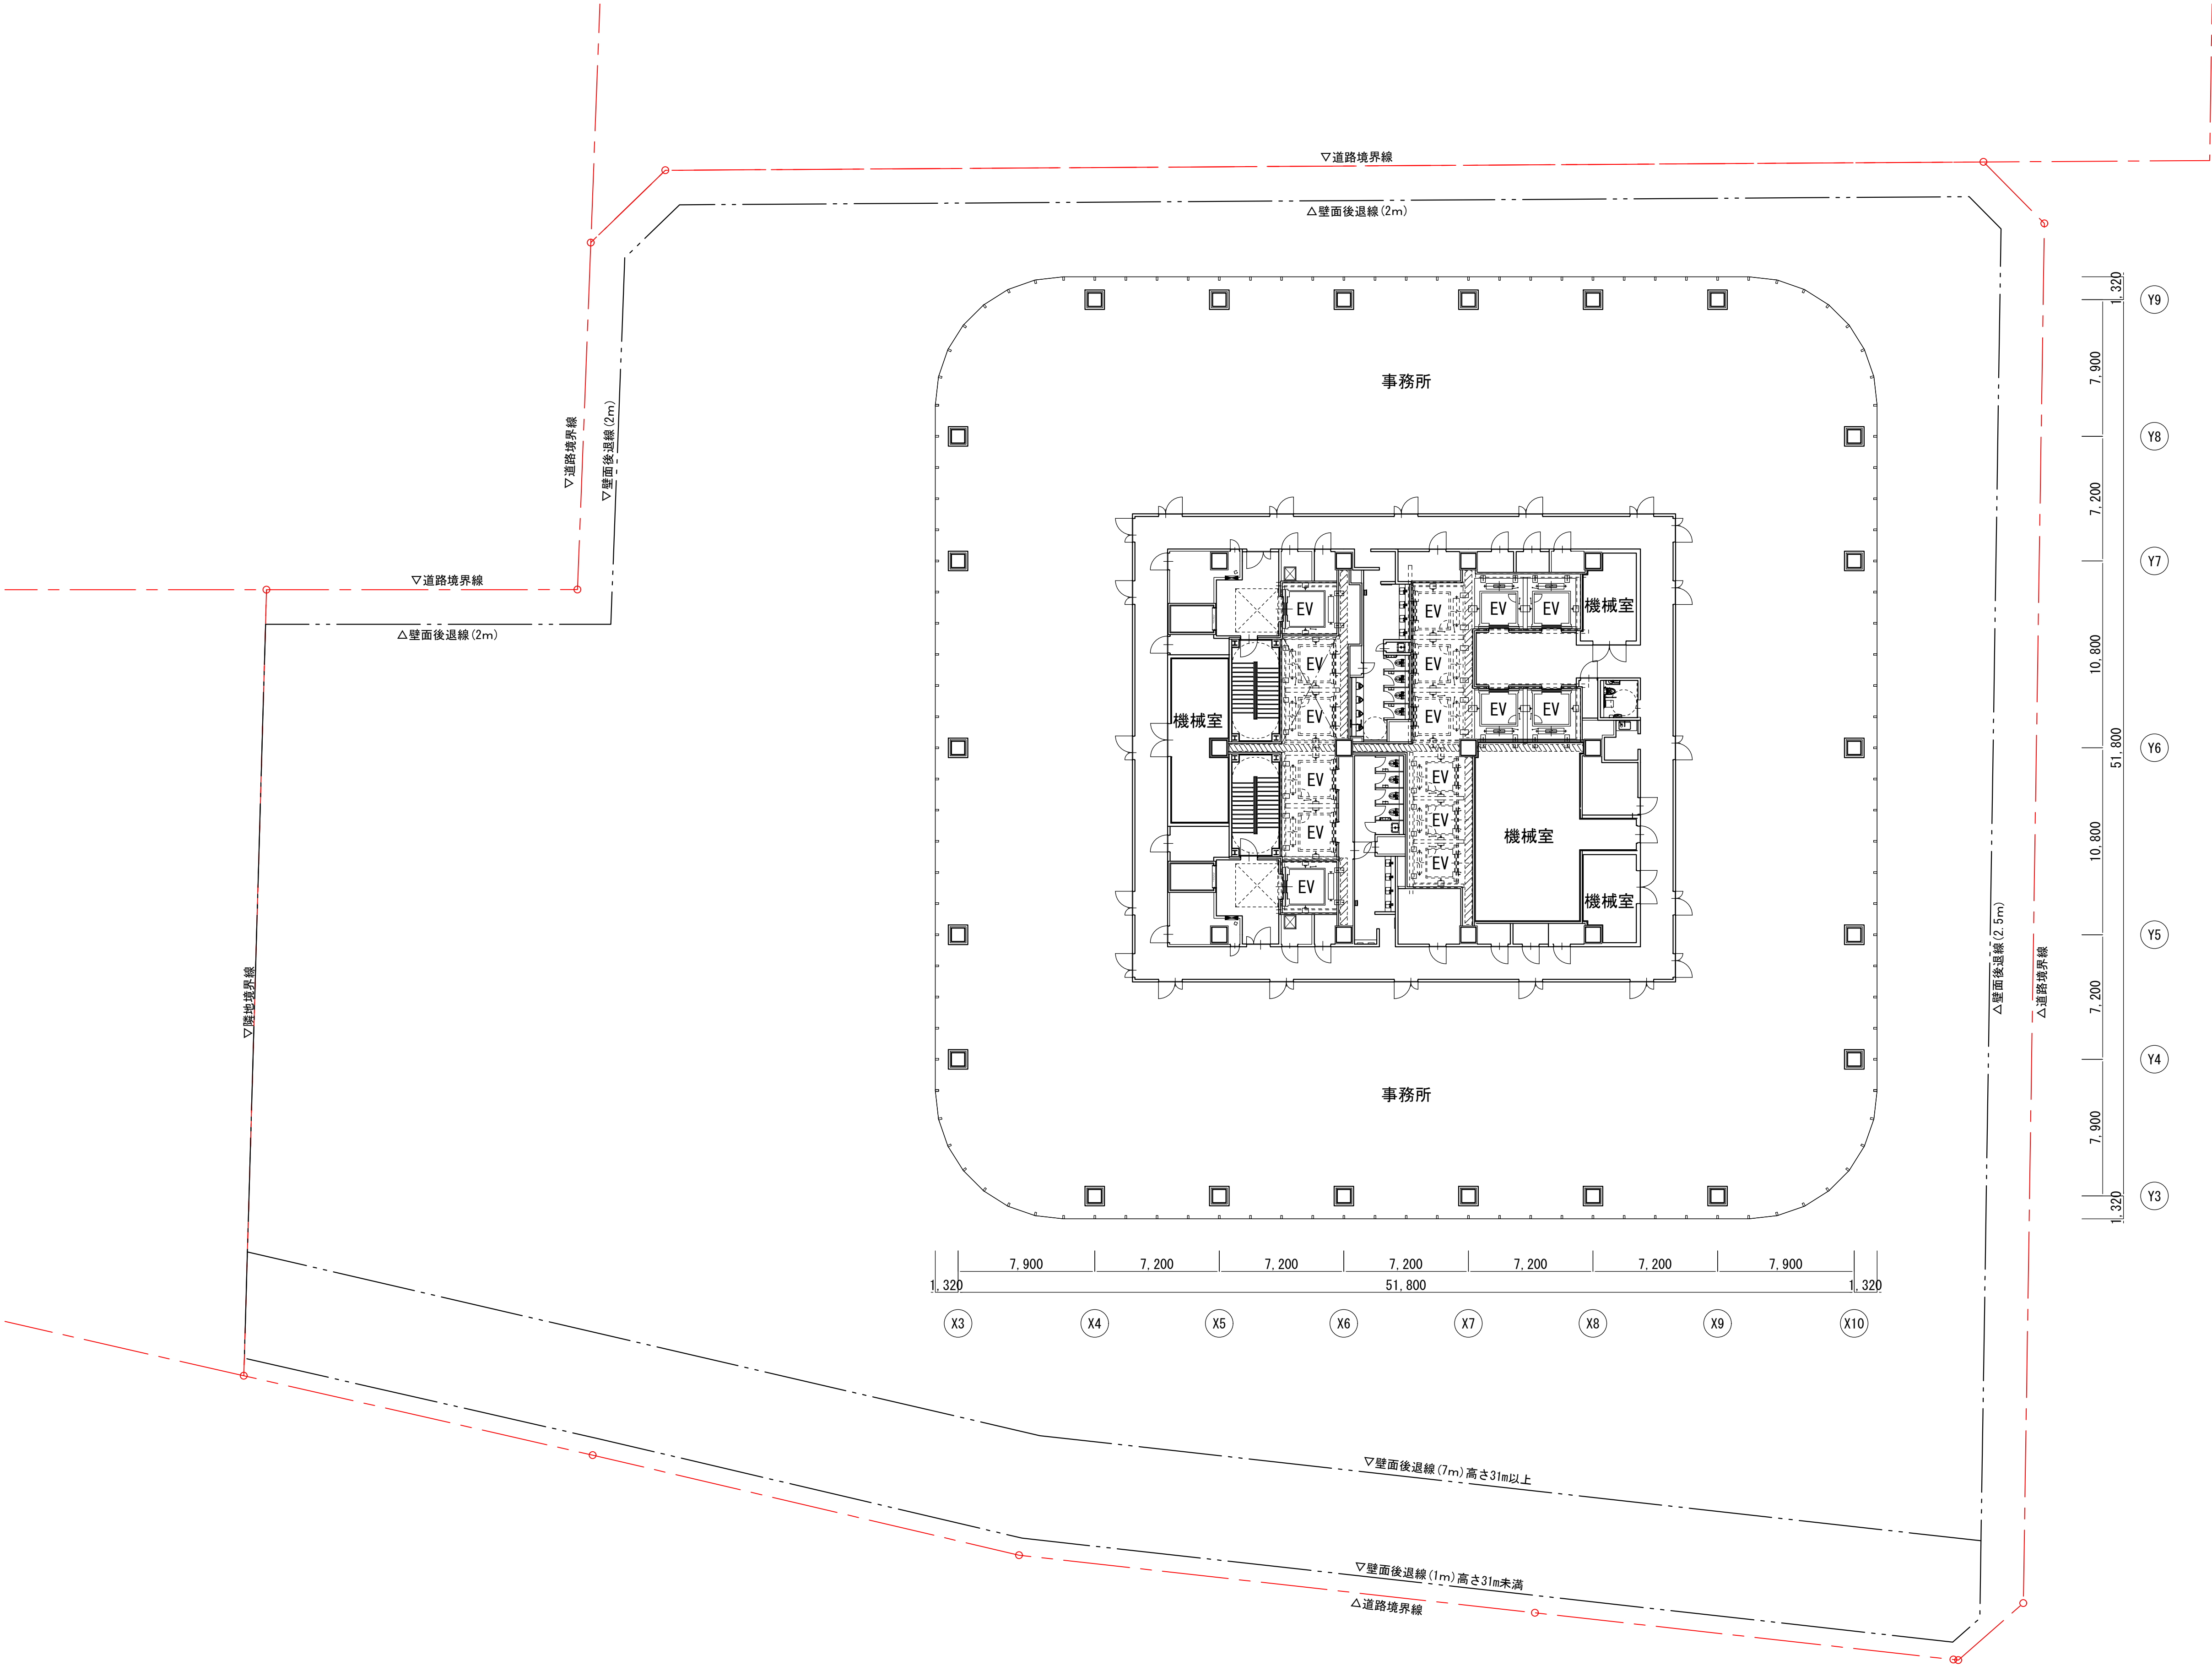 ▽道路境界線
△壁面後退線(2m)
1,320
Y9
事務所
7,900
▽道路境界線
▽壁面後退線(2m)
Y8
7,200
Y7
▽道路境界線
△壁面後退線(2m)
EV
EV
EV
EV
機械室
EV
EV
10,800
機械室
EV
EV
EV
EV
Y6
51,800
EV
EV
EV
EV
機械室
10,800
EV
EV
EV
機械室
Y5
△壁面後退線(2.5m)
△道路境界線
▽隣地境界線
7,200
Y4
事務所
7,900
Y3
1,320
7,900
7,200
7,200
7,200
7,200
7,200
7,900
1,320
51,800
1,320
X3
X4
X5
X6
X7
X8
X9
X10
▽壁面後退線(7m)高さ31m以上
▽壁面後退線(1m)高さ31m未満
△道路境界線